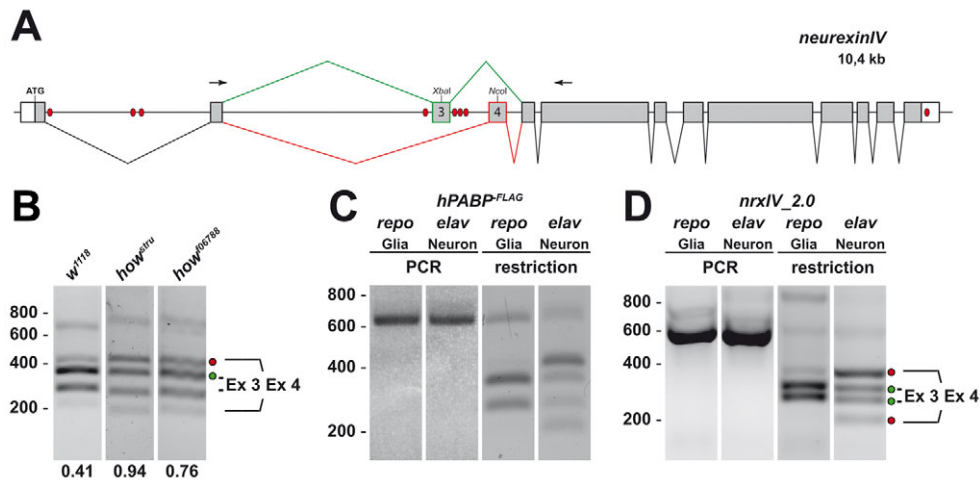 A
neurexinIV
10,4 kb
ATG
XbaI
NcoI
3
4
B
w1118
howstru
howf06788
800 -
600 -
400 -
200 -
Ex 3
Ex 4
0.41
0.94
0.76
C
hPABP-FLAG
repo
elav
repo
elav
Glia
Neuron
Glia
Neuron
PCR
restriction
800 -
600 -
400 -
200 -
D
nrxIV_2.0
repo
elav
repo
elav
Glia
Neuron
Glia
Neuron
PCR
restriction
800 -
600 -
400 -
200 -
Ex 3
Ex 4